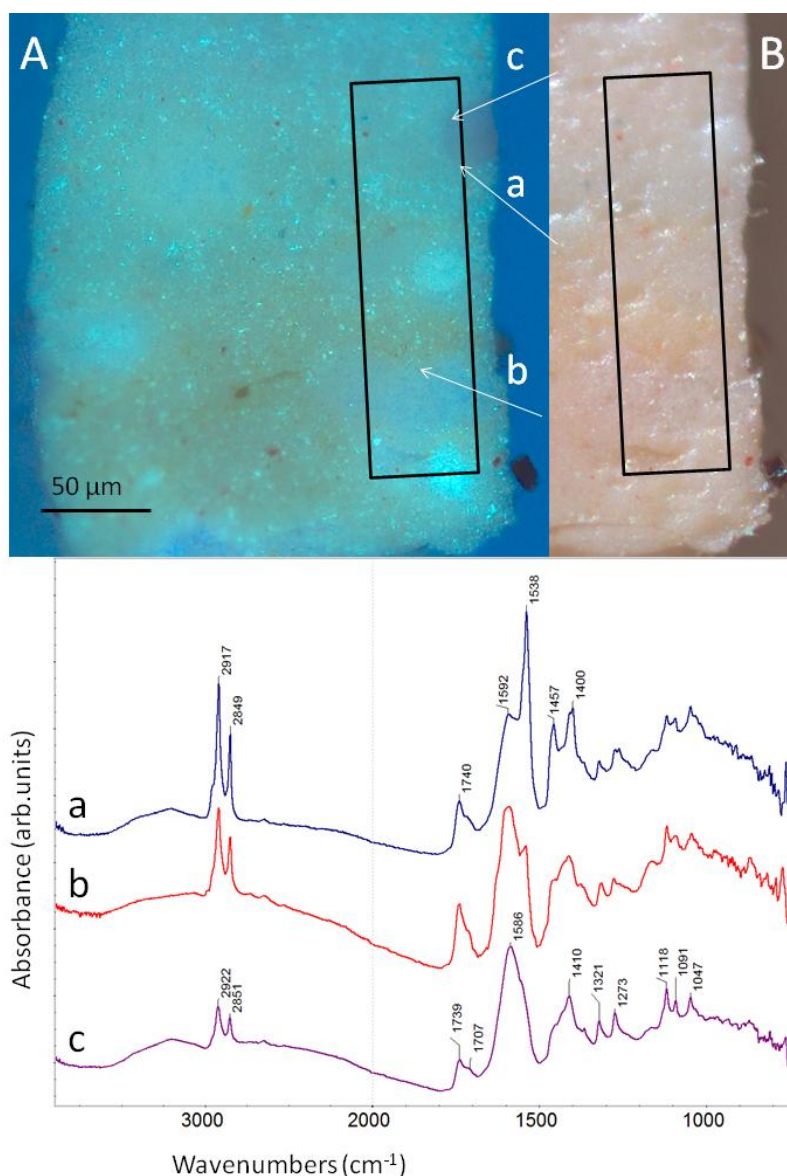 A
B
c
a
b
50 µm
Absorbance (arb.units)
a
2917
2849
1740
1592
1538
1457
1400
b
c
2922
2851
1739
1707
1586
1410
1321
1273
1118
1091
1047
3000 2000 1500 1000
Wavenumbers (cm⁻¹)